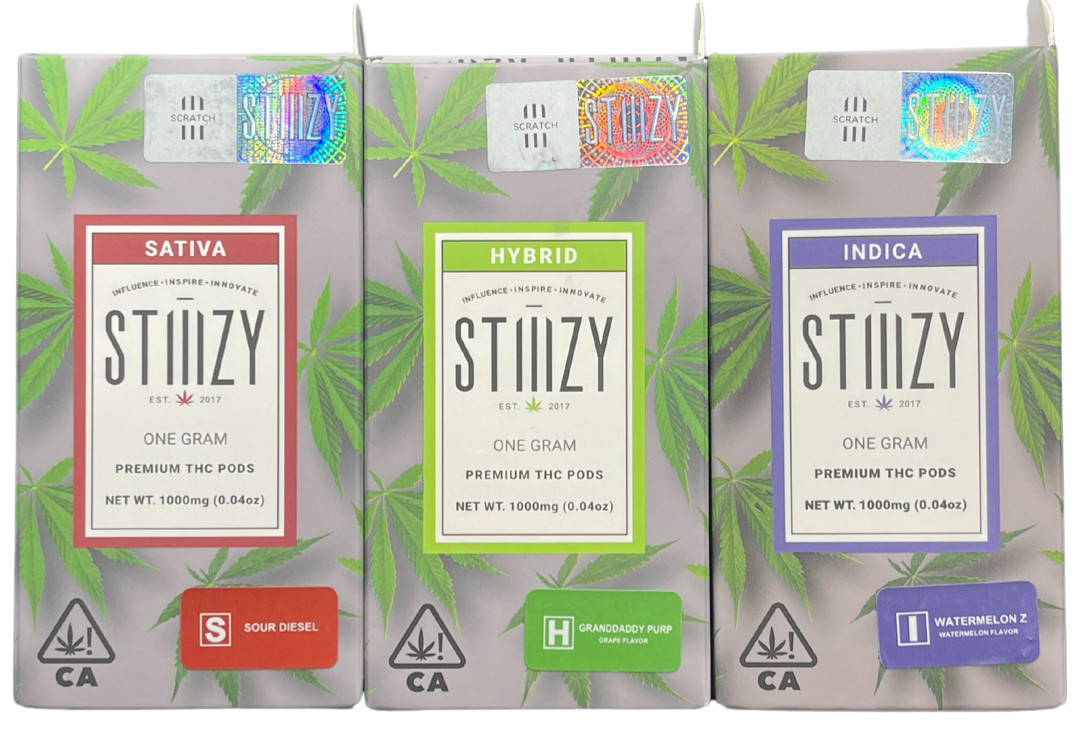 SCRATCH
STIIIZY
SATIVA
INFLUENCE • INSPIRE • INNOVATE
STIIIZY
EST. 2017
ONE GRAM
PREMIUM THC PODS
NET WT. 1000mg (0.04oz)
CA
S SOUR DIESEL
SCRATCH
STIIIZY
HYBRID
INFLUENCE • INSPIRE • INNOVATE
STIIIZY
EST. 2017
ONE GRAM
PREMIUM THC PODS
NET WT. 1000mg (0.04oz)
CA
H GRANDDADDY PURP
GRAPE FLAVOR
SCRATCH
STIIIZY
INDICA
INFLUENCE • INSPIRE • INNOVATE
STIIIZY
EST. 2017
ONE GRAM
PREMIUM THC PODS
NET WT. 1000mg (0.04oz)
CA
I WATERMELON Z
WATERMELON FLAVOR